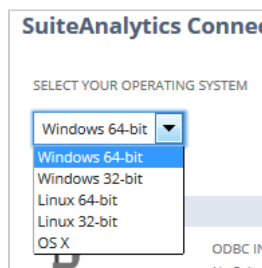 SuiteAnalytics Connec
SELECT YOUR OPERATING SYSTEM
Windows 64-bit
Windows 64-bit
Windows 32-bit
Linux 64-bit
Linux 32-bit
OS X
ODBC IN